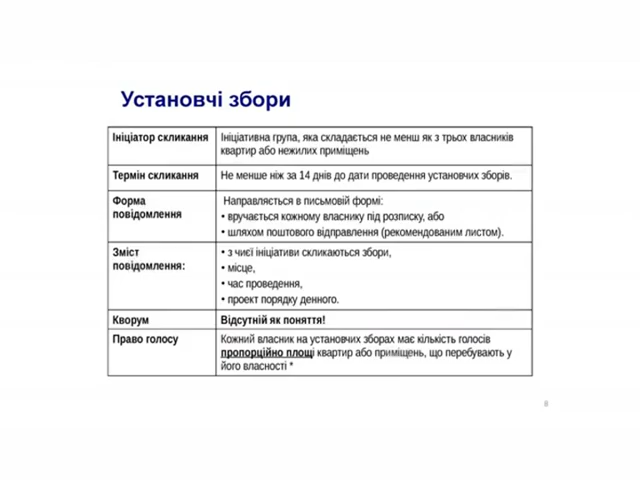 Установчі збори
Ініціатор скликання
Ініціативна група, яка складається не менш як з трьох власників
квартир або нежилих приміщень
Термін скликання
Не менше ніж за 14 днів до дати проведення установчих зборів.
Форма
повідомлення
Направляється в письмовій формі:
• вручається кожному власнику під розписку, або
• шляхом поштового відправлення (рекомендованим листом).
Зміст
повідомлення:
• з чиєї ініціативи скликаються збори,
• місце,
• час проведення,
• проект порядку денного.
Кворум
Відсутній як поняття!
Право голосу
Кожний власник на установчих зборах має кількість голосів
пропорційно площі квартир або приміщень, що перебувають у
його власності *
8